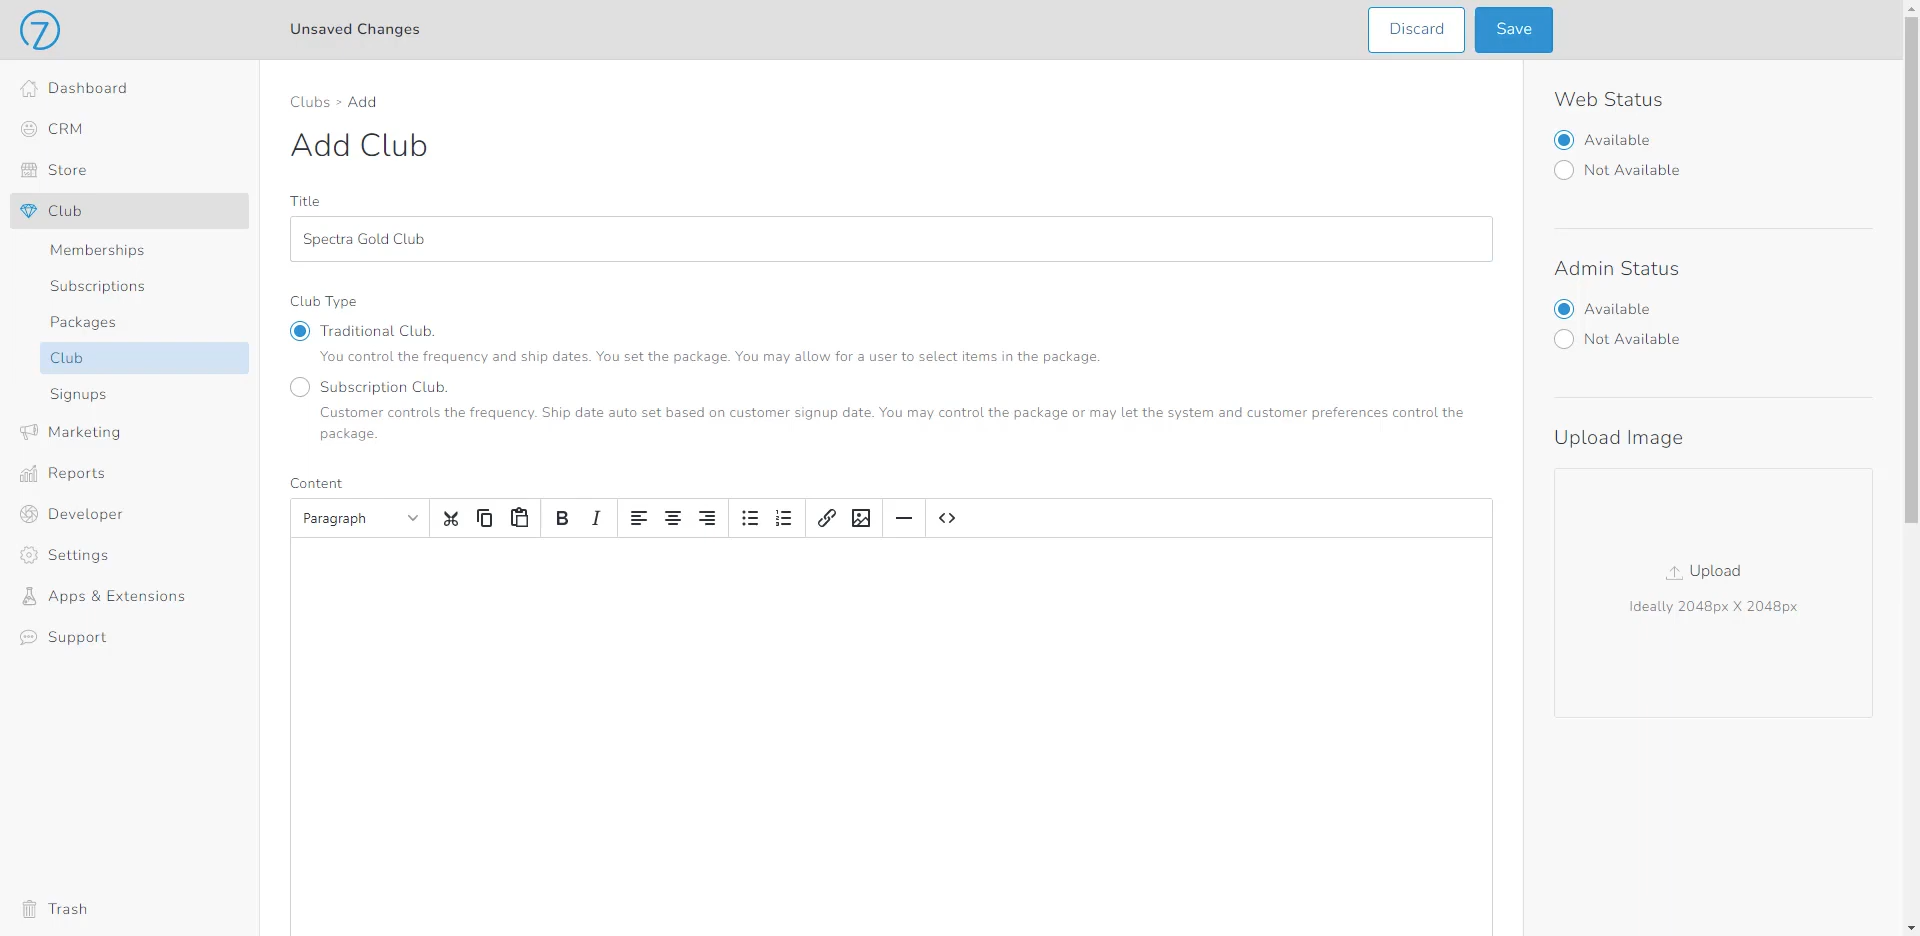 7
Unsaved Changes
Discard
Save
Dashboard
CRM
Store
Club
Memberships
Subscriptions
Packages
Club
Signups
Marketing
Reports
Developer
Settings
Apps & Extensions
Support
Trash
Clubs > Add
Add Club
Title
Spectra Gold Club
Club Type
Traditional Club.
You control the frequency and ship dates. You set the package. You may allow for a user to select items in the package.
Subscription Club.
Customer controls the frequency. Ship date auto set based on customer signup date. You may control the package or may let the system and customer preferences control the
package.
Content
Paragraph
B I
Web Status
Available
Not Available
Admin Status
Available
Not Available
Upload Image
Upload
Ideally 2048px X 2048px